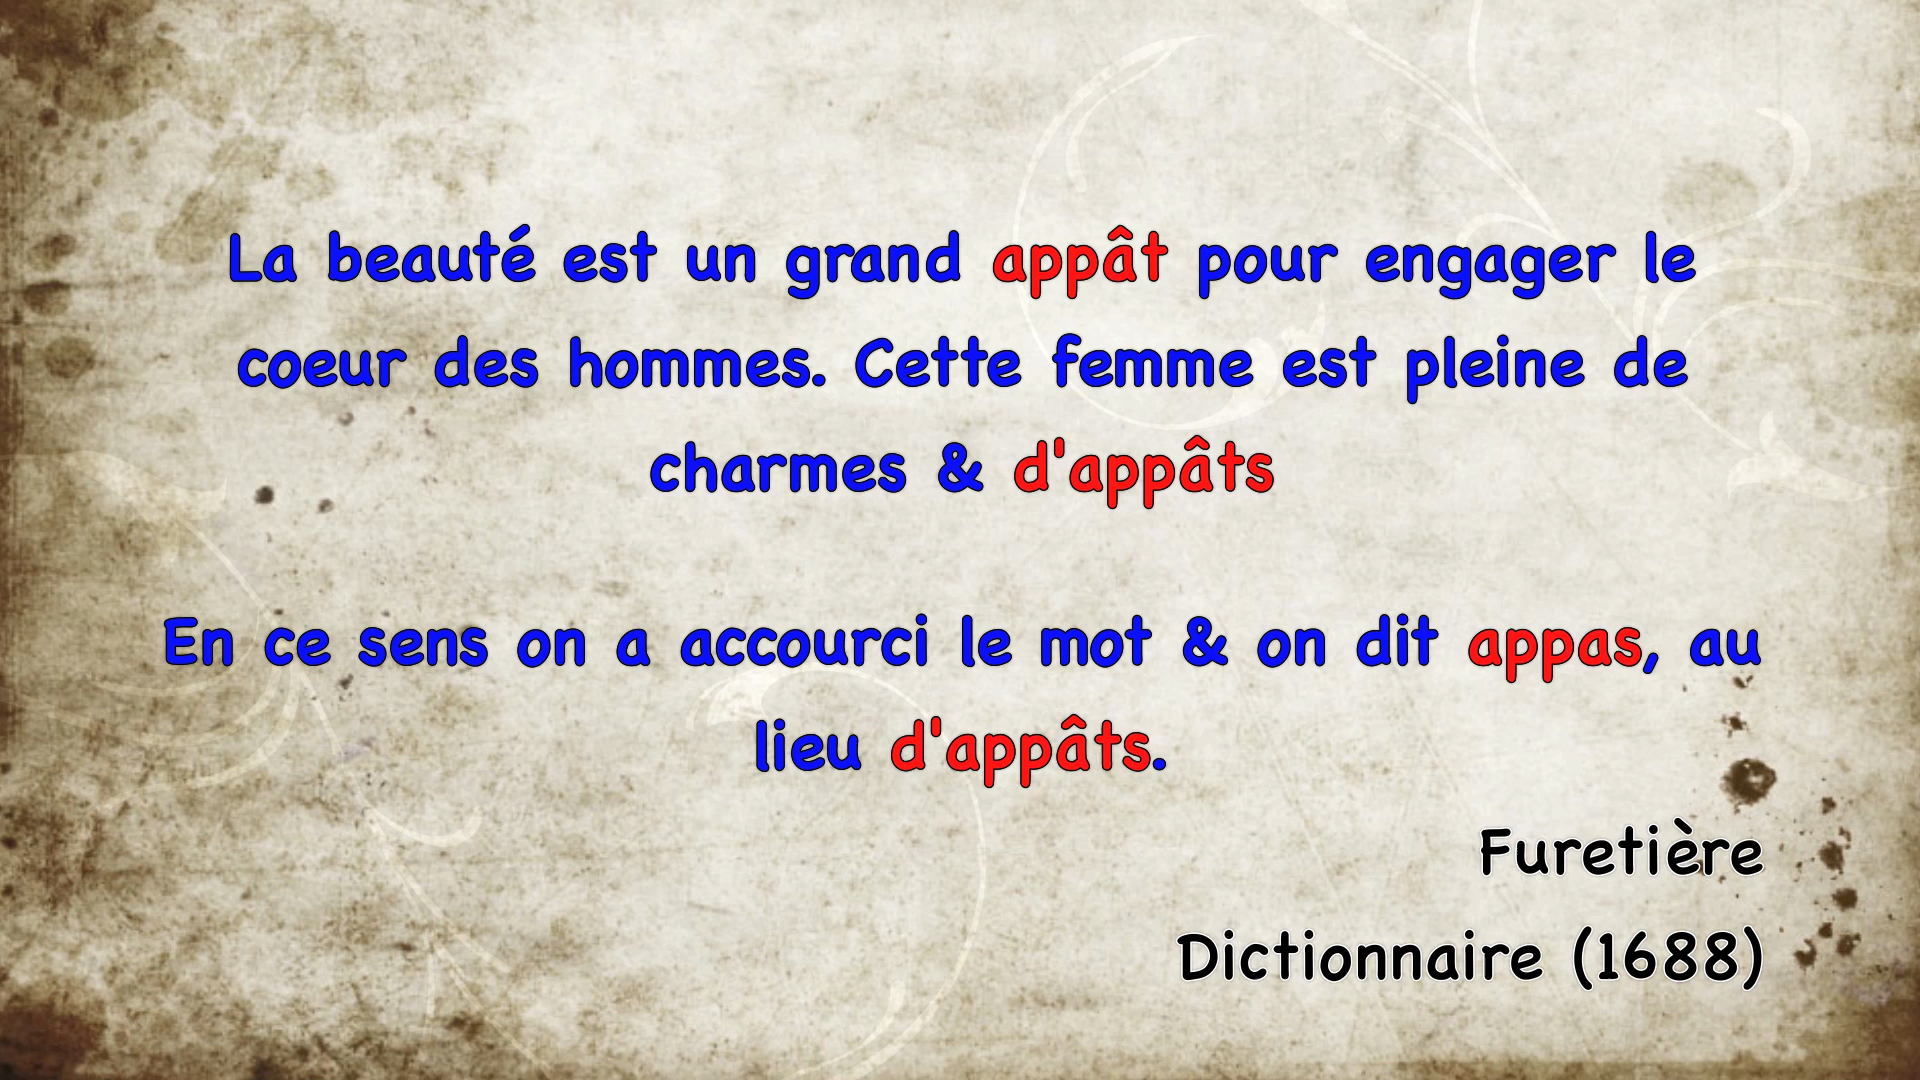 La beauté est un grand appât pour engager le
coeur des hommes. Cette femme est pleine de
charmes & d'appâts
En ce sens on a accourci le mot & on dit appas, au
lieu d'appâts.
Furetière
Dictionnaire (1688)